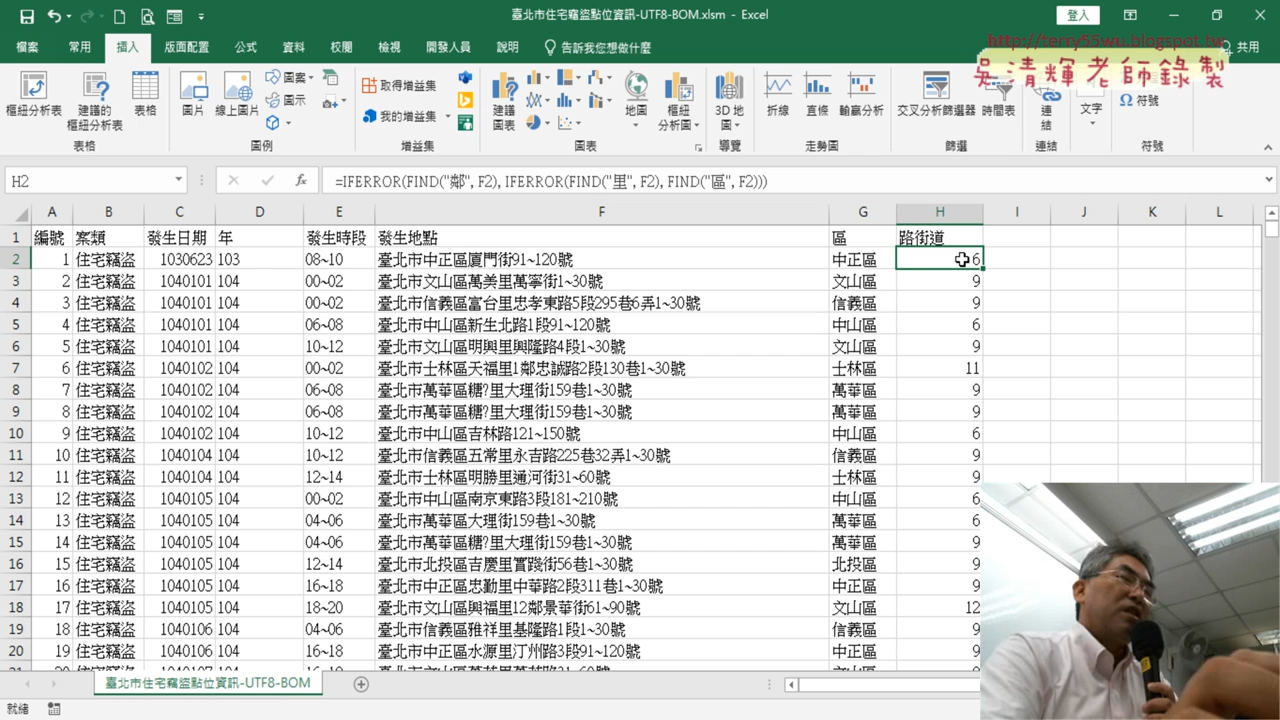 臺北市住宅竊盜點位資訊-UTF8-BOM.xlsm - Excel
登入
檔案 常用 插入 版面配置 公式 資料 校閱 檢視 開發人員 說明 告訴我您想做什麼 共用
http://terry55wu.blogspot.tw
吳清輝老師錄製
樞紐分析表 建議的樞紐分析表 表格 圖片 線上圖片 圖案 圖示 取得增益集 我的增益集 建議圖表 地圖 樞紐分析圖 3D 地圖 折線 直條 輸贏分析 交叉分析篩選器 時間表 連結 文字 符號
表格 圖例 增益集 圖表 導覽 走勢圖 篩選 連結 符號
H2 fx =IFERROR(FIND("鄰", F2), IFERROR(FIND("里", F2), FIND("區", F2)))
A B C D E F G H I J K L
1 編號 案類 發生日期 年 發生時段 發生地點 區 路街道
2 1 住宅竊盜 1030623 103 08~10 臺北市中正區廈門街91~120號 中正區 6
3 2 住宅竊盜 1040101 104 00~02 臺北市文山區萬美里萬寧街1~30號 文山區 9
4 3 住宅竊盜 1040101 104 00~02 臺北市信義區富台里忠孝東路5段295巷6弄1~30號 信義區 9
5 4 住宅竊盜 1040101 104 06~08 臺北市中山區新生北路1段91~120號 中山區 6
6 5 住宅竊盜 1040101 104 10~12 臺北市文山區明興里興隆路4段1~30號 文山區 9
7 6 住宅竊盜 1040102 104 00~02 臺北市士林區天福里1鄰忠誠路2段130巷1~30號 士林區 11
8 7 住宅竊盜 1040102 104 06~08 臺北市萬華區糖?里大理街159巷1~30號 萬華區 9
9 8 住宅竊盜 1040102 104 06~08 臺北市萬華區糖?里大理街159巷1~30號 萬華區 9
10 9 住宅竊盜 1040102 104 10~12 臺北市中山區吉林路121~150號 中山區 6
11 10 住宅竊盜 1040104 104 10~12 臺北市信義區五常里永吉路225巷32弄1~30號 信義區 9
12 11 住宅竊盜 1040104 104 12~14 臺北市士林區明勝里通河街31~60號 士林區 9
13 12 住宅竊盜 1040105 104 00~02 臺北市中山區南京東路3段181~210號 中山區 6
14 13 住宅竊盜 1040105 104 04~06 臺北市萬華區大理街159巷1~30號 萬華區 6
15 14 住宅竊盜 1040105 104 04~06 臺北市萬華區糖?里大理街159巷1~30號 萬華區 9
16 15 住宅竊盜 1040105 104 12~14 臺北市北投區吉慶里實踐街56巷1~30號 北投區 9
17 16 住宅竊盜 1040105 104 16~18 臺北市中正區忠勤里中華路2段311巷1~30號 中正區 9
18 17 住宅竊盜 1040105 104 18~20 臺北市文山區興福里12鄰景華街61~90號 文山區 12
19 18 住宅竊盜 1040106 104 04~06 臺北市信義區雅祥里基隆路1段1~30號 信義區 9
20 19 住宅竊盜 1040106 104 16~18 臺北市中正區水源里汀州路3段91~120號 中正區 9
臺北市住宅竊盜點位資訊-UTF8-BOM
就緒